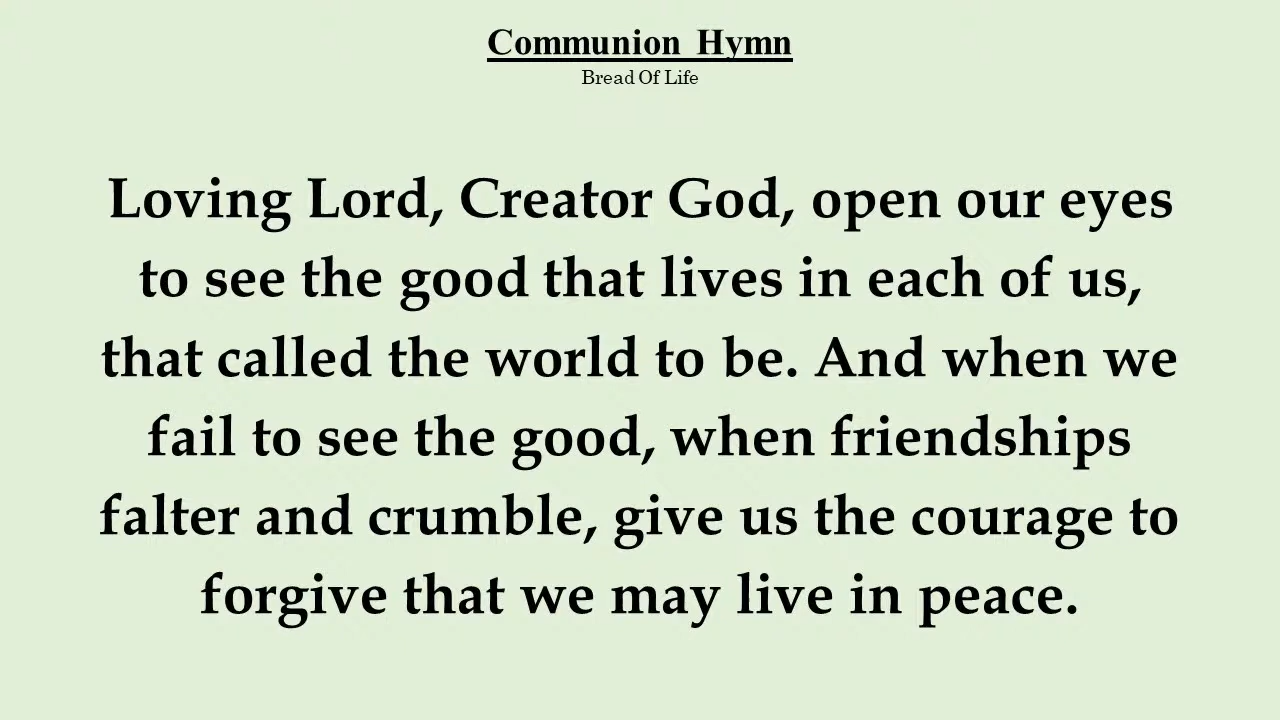 Communion Hymn
Bread Of Life
Loving Lord, Creator God, open our eyes
to see the good that lives in each of us,
that called the world to be. And when we
fail to see the good, when friendships
falter and crumble, give us the courage to
forgive that we may live in peace.